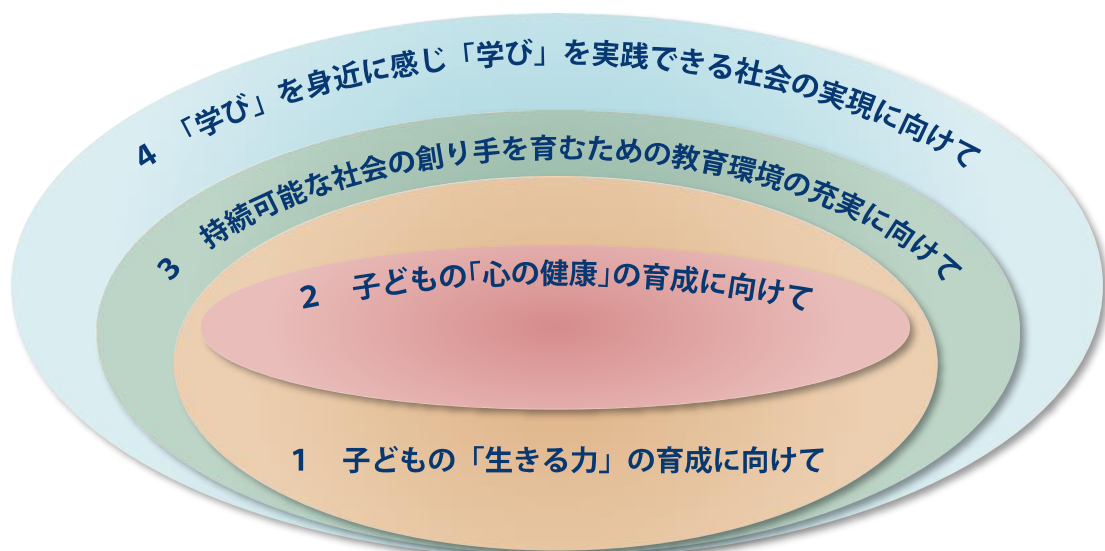 4 「学び」を身近に感じ「学び」を実践できる社会の実現に向けて
3 持続可能な社会の創り手を育むための教育環境の充実に向けて
2 子どもの「心の健康」の育成に向けて
1 子どもの「生きる力」の育成に向けて